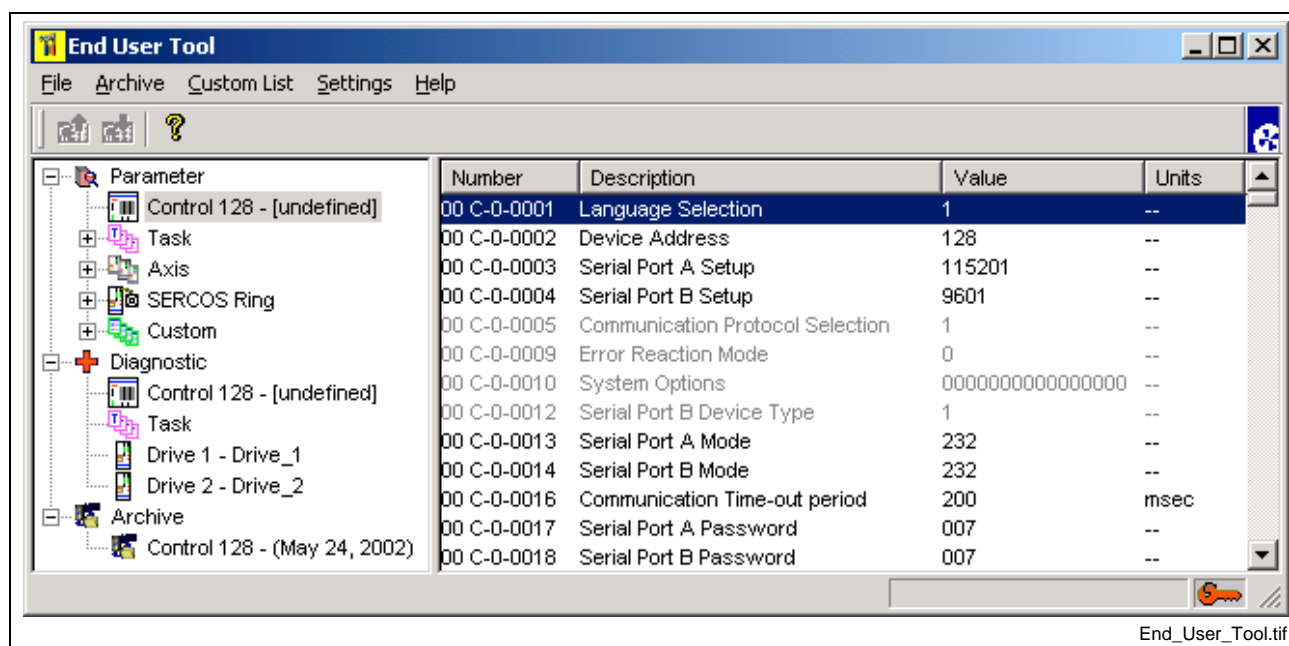 End User Tool
File Archive Custom List Settings Help
Parameter
Control 128 - [undefined]
Task
Axis
SERCOS Ring
Custom
Diagnostic
Control 128 - [undefined]
Task
Drive 1 - Drive_1
Drive 2 - Drive_2
Archive
Control 128 - (May 24, 2002)
Number Description Value Units
00 C-0-0001 Language Selection 1 --
00 C-0-0002 Device Address 128 --
00 C-0-0003 Serial Port A Setup 115201 --
00 C-0-0004 Serial Port B Setup 9601 --
00 C-0-0005 Communication Protocol Selection 1 --
00 C-0-0009 Error Reaction Mode 0 --
00 C-0-0010 System Options 0000000000000000 --
00 C-0-0012 Serial Port B Device Type 1 --
00 C-0-0013 Serial Port A Mode 232 --
00 C-0-0014 Serial Port B Mode 232 --
00 C-0-0016 Communication Time-out period 200 msec
00 C-0-0017 Serial Port A Password 007 --
00 C-0-0018 Serial Port B Password 007 --
End_User_Tool.tif